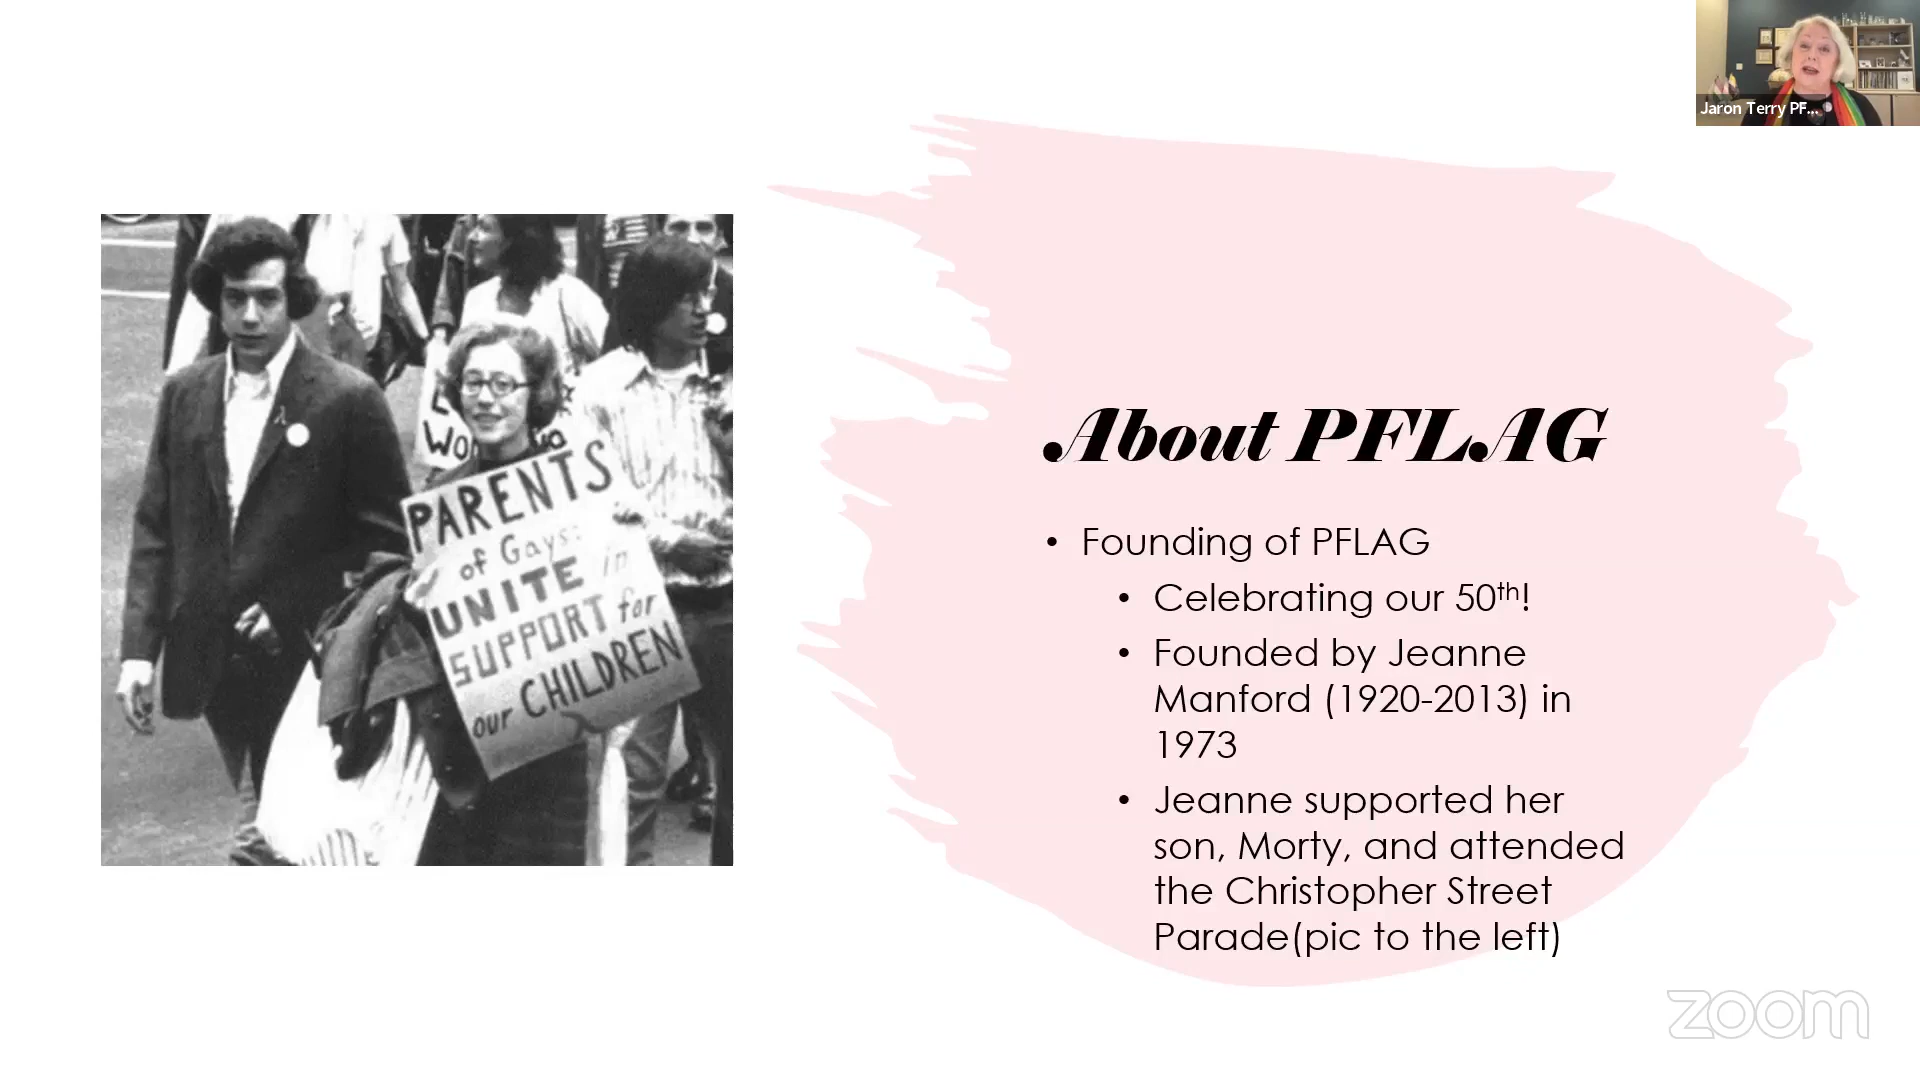 Jaron Terry PF...
WO
PARENTS
of Gays:
UNITE in
SUPPORT for
our CHILDREN
About PFLAG
• Founding of PFLAG
• Celebrating our 50th!
• Founded by Jeanne
Manford (1920-2013) in
1973
• Jeanne supported her
son, Morty, and attended
the Christopher Street
Parade(pic to the left)
zoom